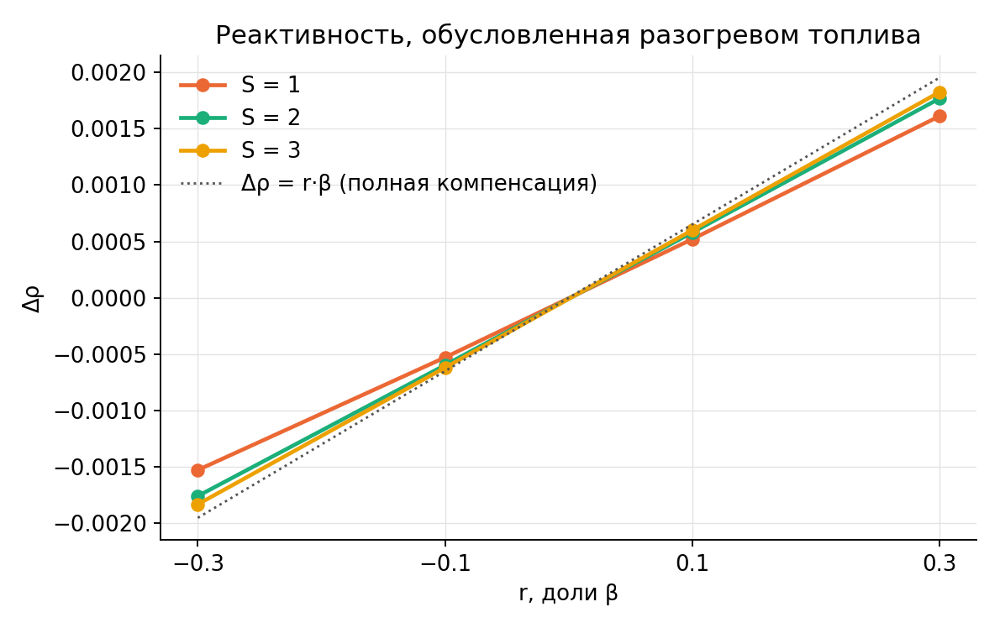 Реактивность, обусловленная разогревом топлива
0.0020
0.0015
0.0010
0.0005
0.0000
−0.0005
−0.0010
−0.0015
−0.0020
Δρ
S = 1
S = 2
S = 3
Δρ = r·β (полная компенсация)
−0.3
−0.1
0.1
0.3
r, доли β